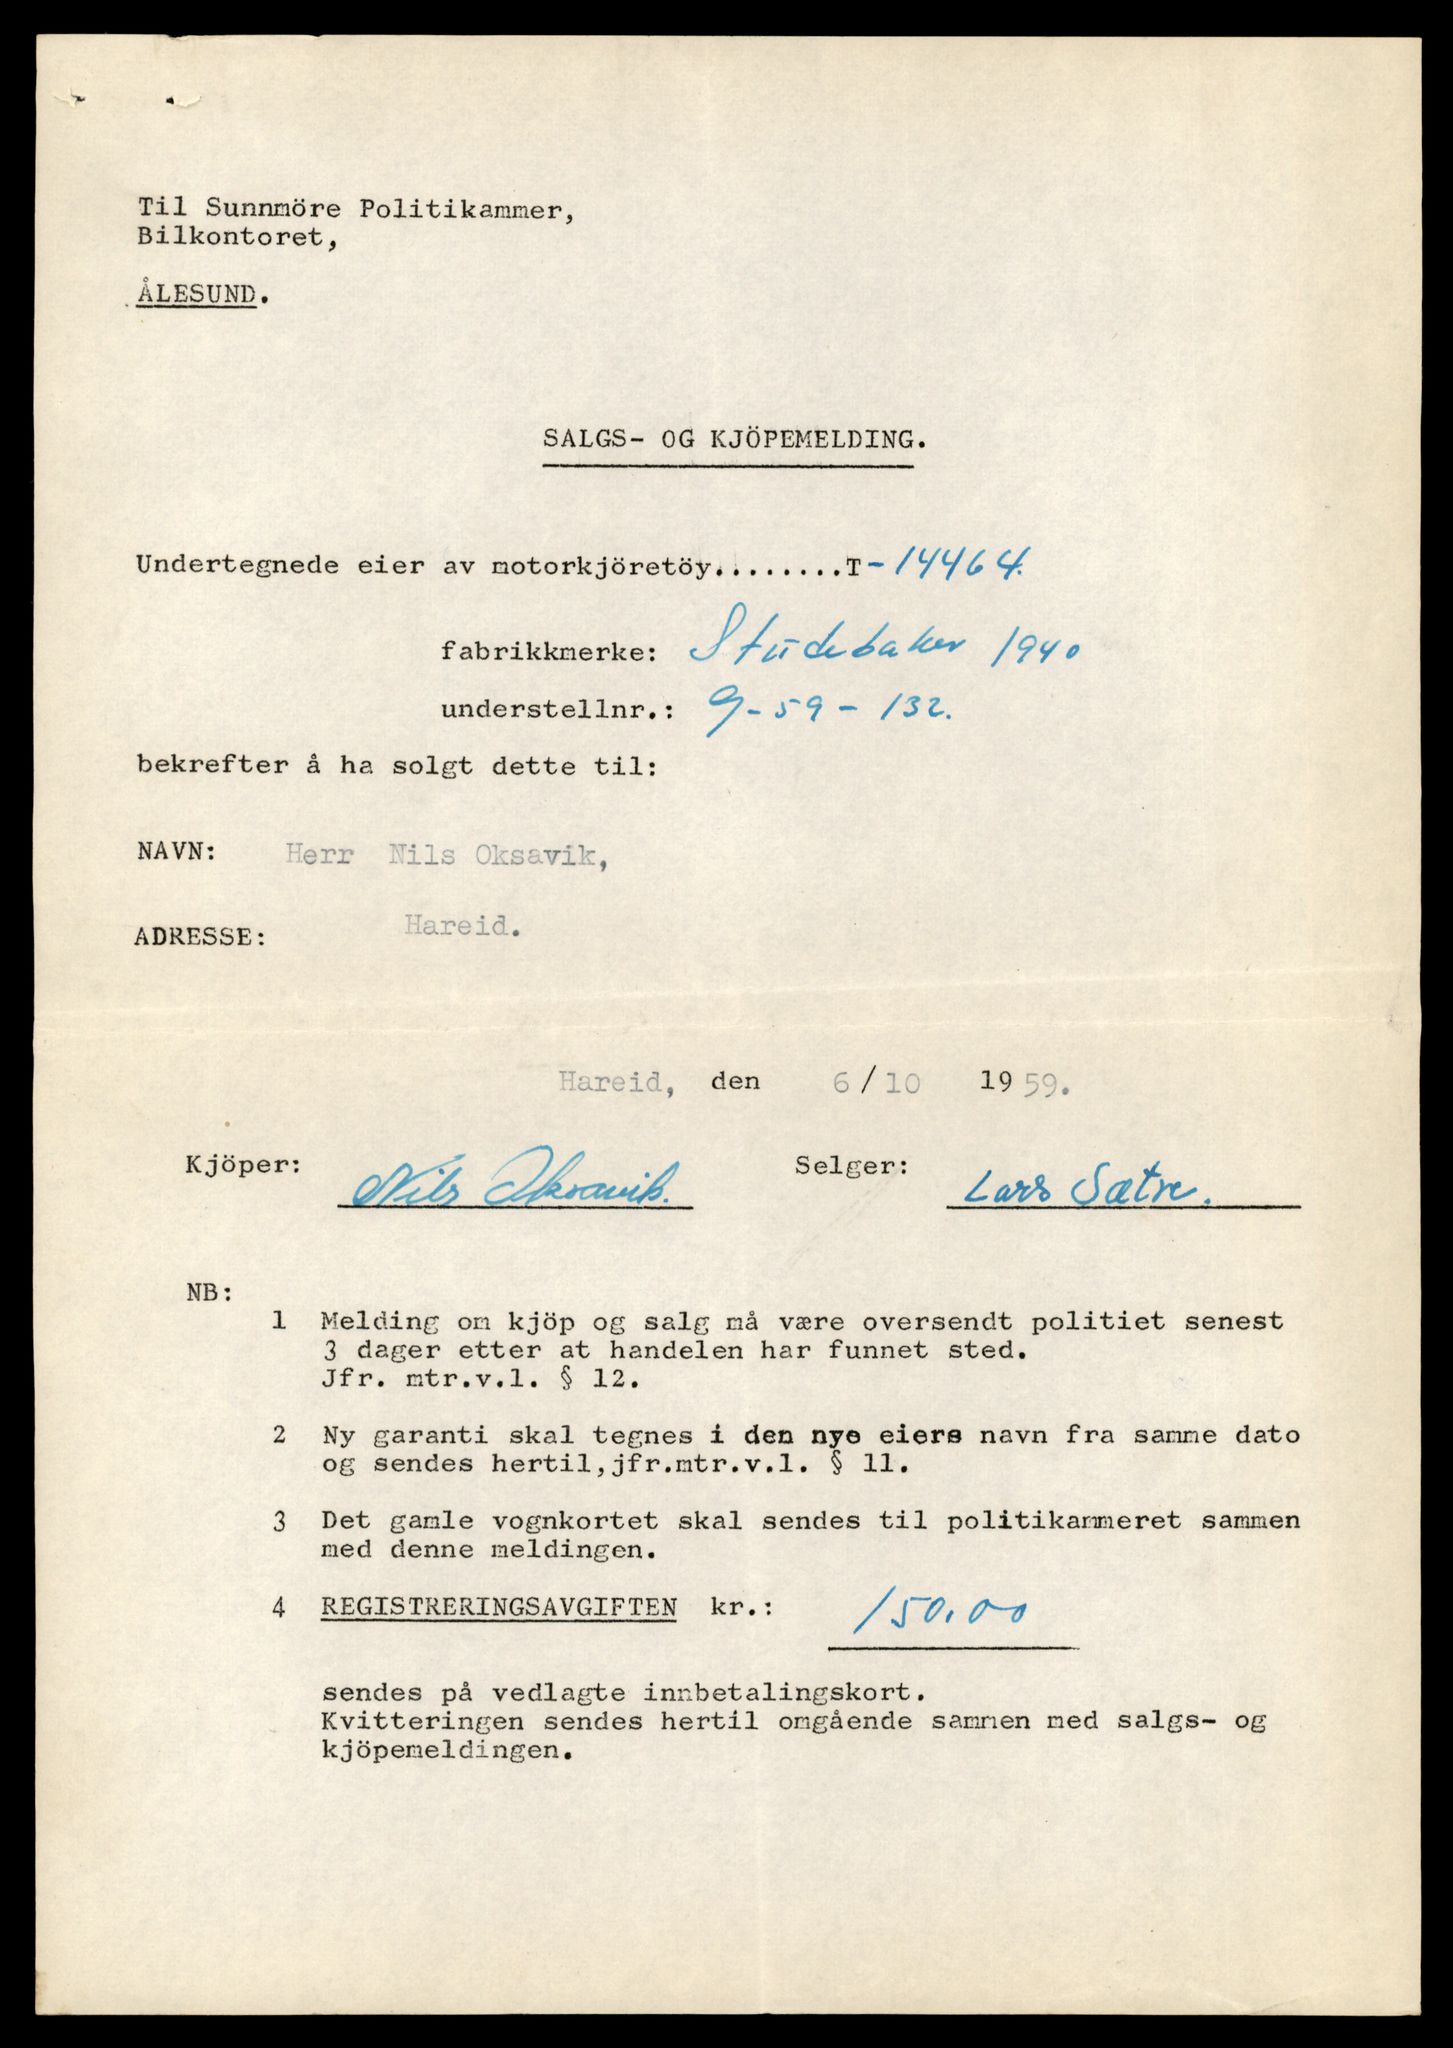 Til Sunnmöre Politikammer,
Bilkontoret,
ÅLESUND.
SALGS- OG KJÖPEMELDING.
Undertegnede eier av motorkjöretöy........T-14464.
fabrikkmerke: Studebaker 1940
understellnr.: 9-59-132.
bekrefter å ha solgt dette til:
NAVN: Herr Nils Oksavik,
ADRESSE: Hareid.
Hareid, den 6/10 1959.
Kjöper: Nils Oksavik. Selger: Lars Sætre.
NB:
1 Melding om kjöp og salg må være oversendt politiet senest
3 dager etter at handelen har funnet sted.
Jfr. mtr.v.l. § 12.
2 Ny garanti skal tegnes i den nye eiers navn fra samme dato
og sendes hertil,jfr.mtr.v.l. § 11.
3 Det gamle vognkortet skal sendes til politikammeret sammen
med denne meldingen.
4 REGISTRERINGSAVGIFTEN kr.: 150.00
sendes på vedlagte innbetalingskort.
Kvitteringen sendes hertil omgående sammen med salgs- og
kjöpemeldingen.